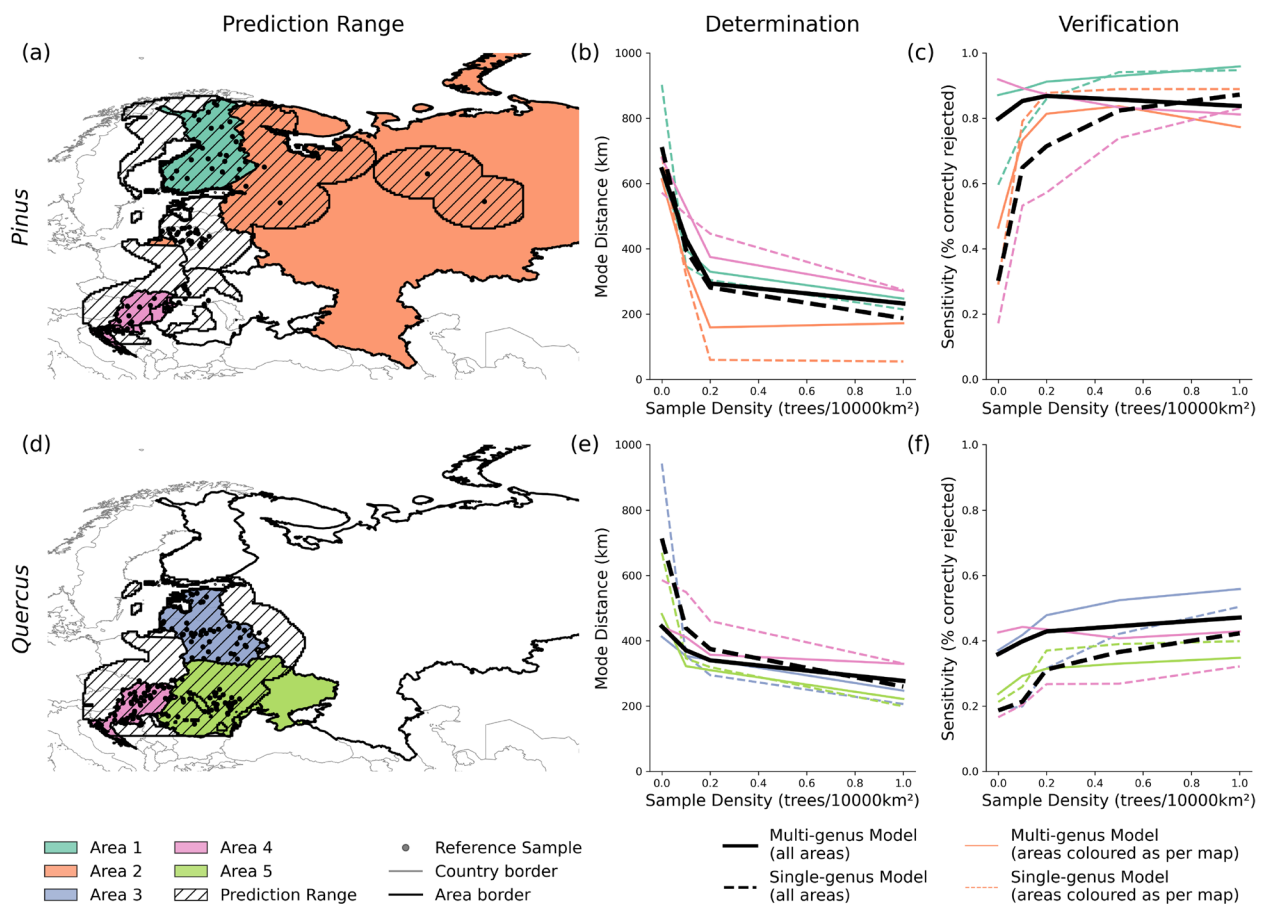 Prediction Range
Determination
Verification
(a)
(b)
(c)
Pinus
Mode Distance (km)
1000
800
600
400
200
0
0.0 0.2 0.4 0.6 0.8 1.0
Sample Density (trees/10000km²)
Sensitivity (% correctly rejected)
1.0
0.8
0.6
0.4
0.2
0.0
0.0 0.2 0.4 0.6 0.8 1.0
Sample Density (trees/10000km²)
(d)
(e)
(f)
Quercus
Mode Distance (km)
1000
800
600
400
200
0
0.0 0.2 0.4 0.6 0.8 1.0
Sample Density (trees/10000km²)
Sensitivity (% correctly rejected)
1.0
0.8
0.6
0.4
0.2
0.0
0.0 0.2 0.4 0.6 0.8 1.0
Sample Density (trees/10000km²)
Area 1
Area 2
Area 3
Area 4
Area 5
Prediction Range
Reference Sample
Country border
Area border
Multi-genus Model
(all areas)
Single-genus Model
(all areas)
Multi-genus Model
(areas coloured as per map)
Single-genus Model
(areas coloured as per map)